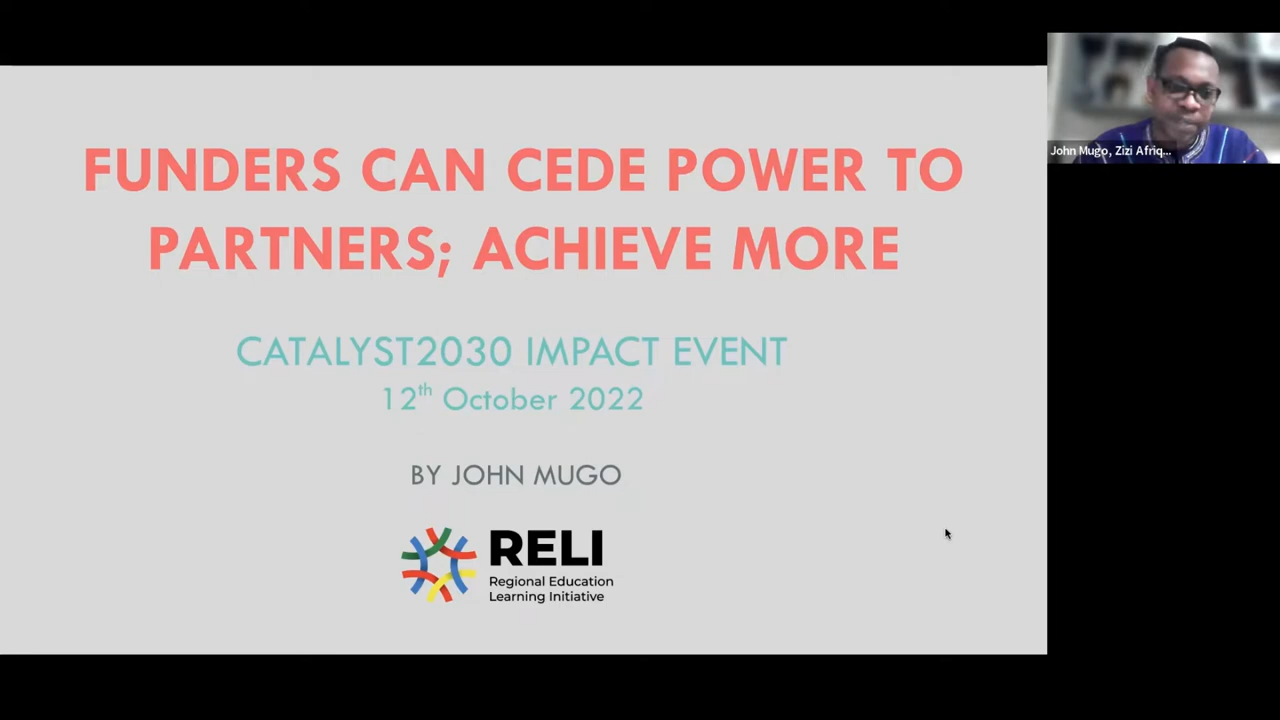 FUNDERS CAN CEDE POWER TO
PARTNERS; ACHIEVE MORE
CATALYST2030 IMPACT EVENT
12th October 2022
BY JOHN MUGO
RELI
Regional Education
Learning Initiative
John Mugo, Zizi Afriq...